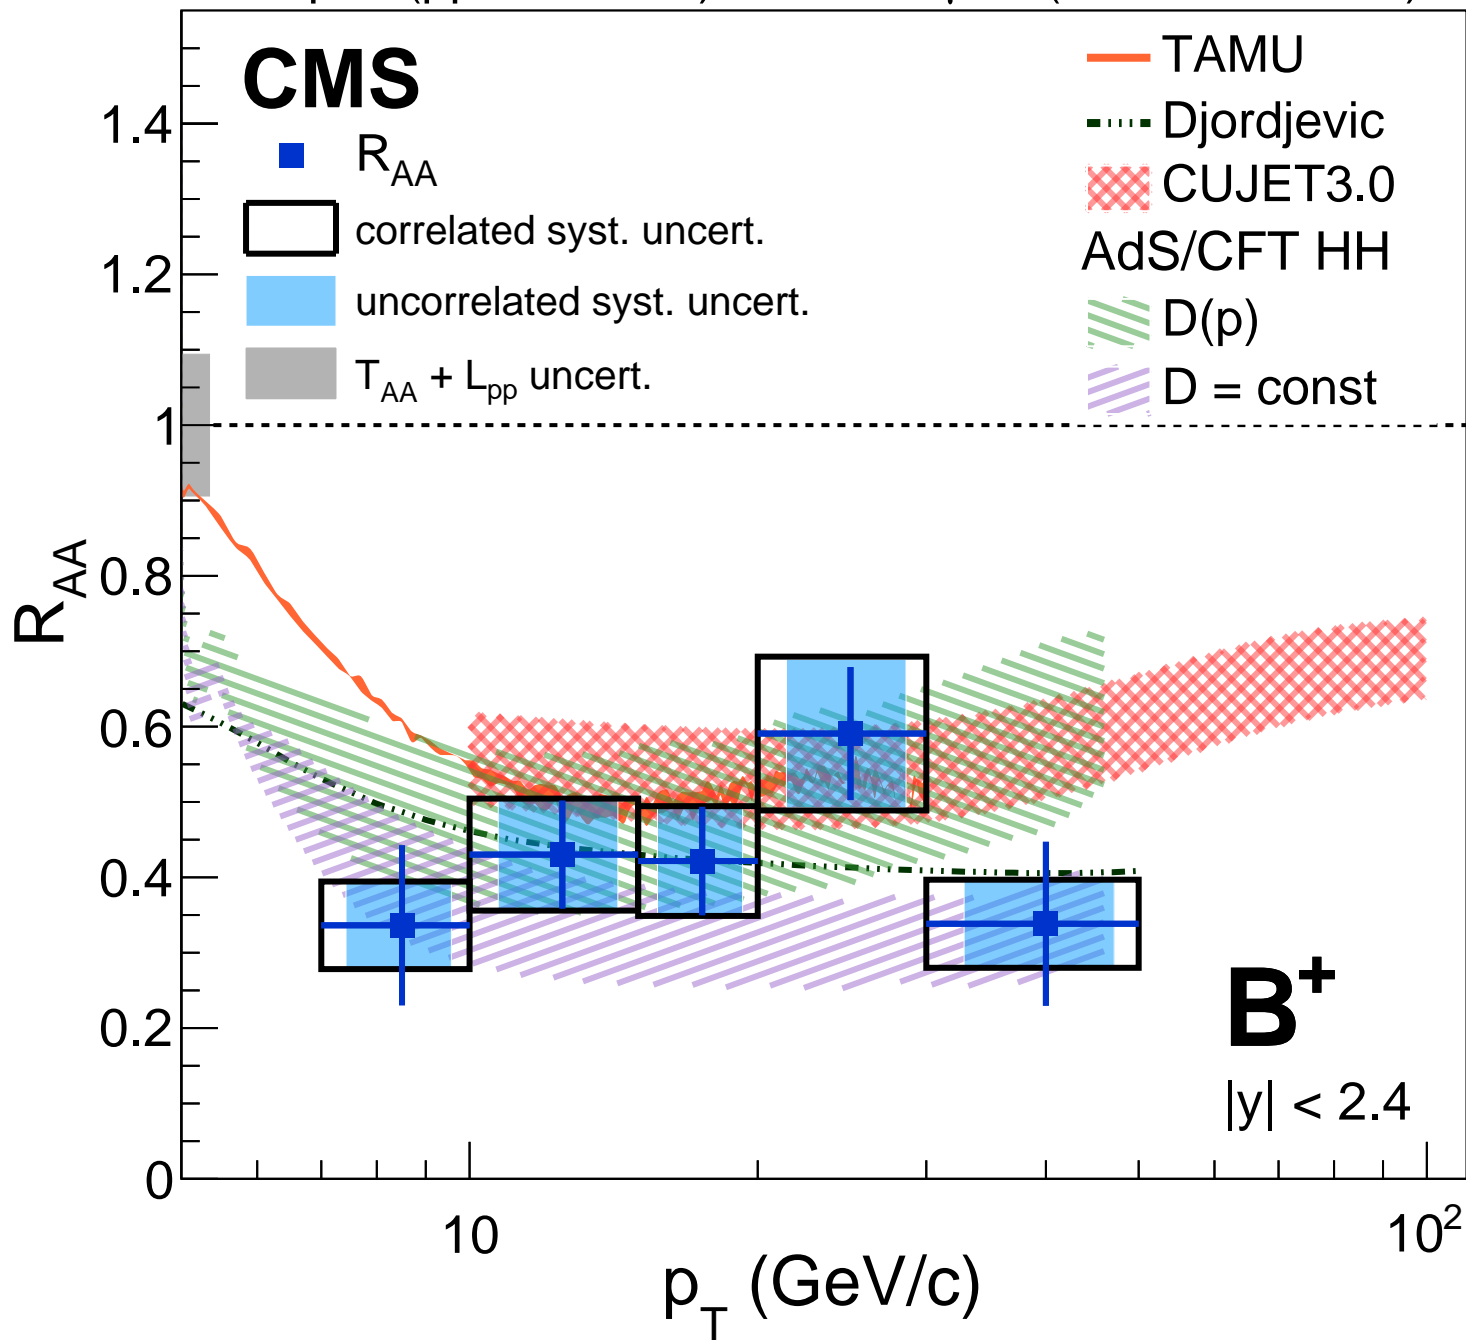 CMS
R_AA
correlated syst. uncert.
uncorrelated syst. uncert.
T_AA + L_pp uncert.
TAMU
Djordjevic
CUJET3.0
AdS/CFT HH
D(p)
D = const
1.4
1.2
1
0.8
0.6
0.4
0.2
0
R_AA
B⁺
|y| < 2.4
10
10²
p_T (GeV/c)